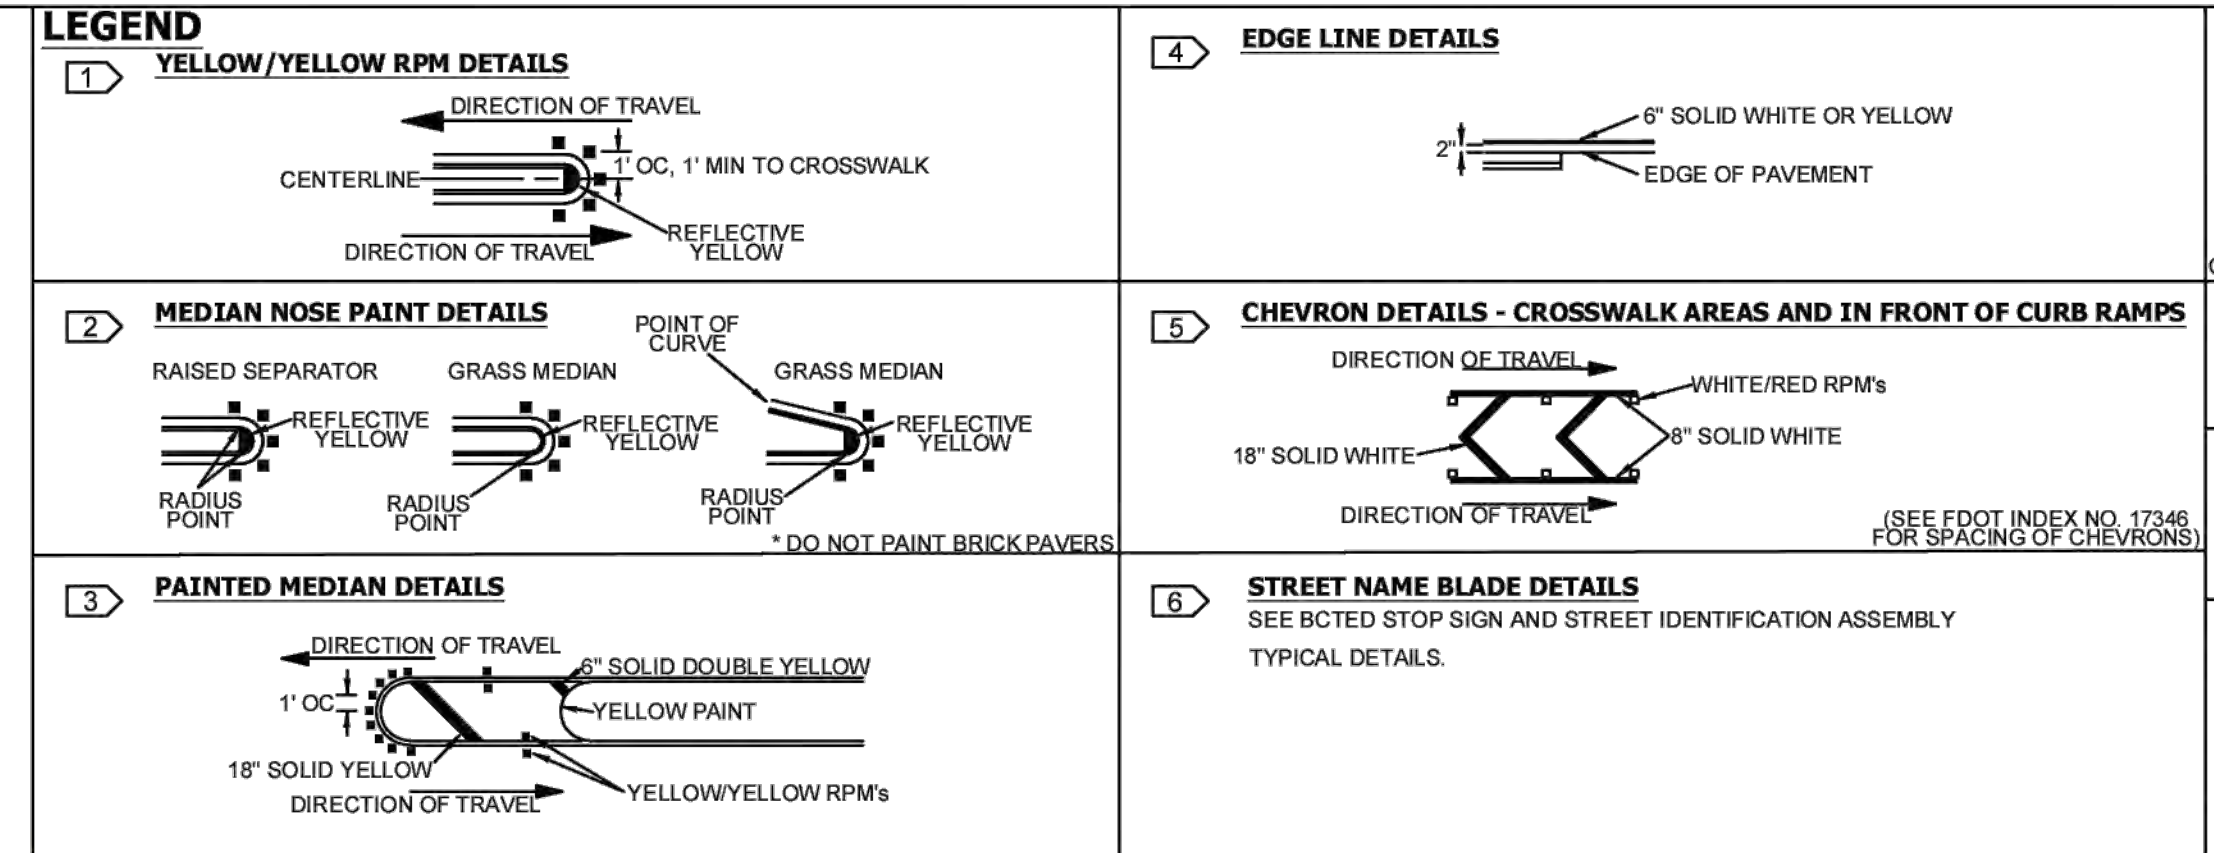 LEGEND
1
YELLOW/YELLOW RPM DETAILS
DIRECTION OF TRAVEL
CENTERLINE
1' OC, 1' MIN TO CROSSWALK
REFLECTIVE
YELLOW
DIRECTION OF TRAVEL
2
MEDIAN NOSE PAINT DETAILS
RAISED SEPARATOR
REFLECTIVE
YELLOW
RADIUS
POINT
GRASS MEDIAN
REFLECTIVE
YELLOW
RADIUS
POINT
POINT OF
CURVE
GRASS MEDIAN
REFLECTIVE
YELLOW
RADIUS
POINT
* DO NOT PAINT BRICK PAVERS
3
PAINTED MEDIAN DETAILS
DIRECTION OF TRAVEL
6" SOLID DOUBLE YELLOW
1' OC
YELLOW PAINT
18" SOLID YELLOW
DIRECTION OF TRAVEL
YELLOW/YELLOW RPM's
4
EDGE LINE DETAILS
6" SOLID WHITE OR YELLOW
2"
EDGE OF PAVEMENT
5
CHEVRON DETAILS - CROSSWALK AREAS AND IN FRONT OF CURB RAMPS
DIRECTION OF TRAVEL
WHITE/RED RPM's
8" SOLID WHITE
18" SOLID WHITE
DIRECTION OF TRAVEL
(SEE FDOT INDEX NO. 17346
FOR SPACING OF CHEVRONS)
6
STREET NAME BLADE DETAILS
SEE BCTED STOP SIGN AND STREET IDENTIFICATION ASSEMBLY
TYPICAL DETAILS.